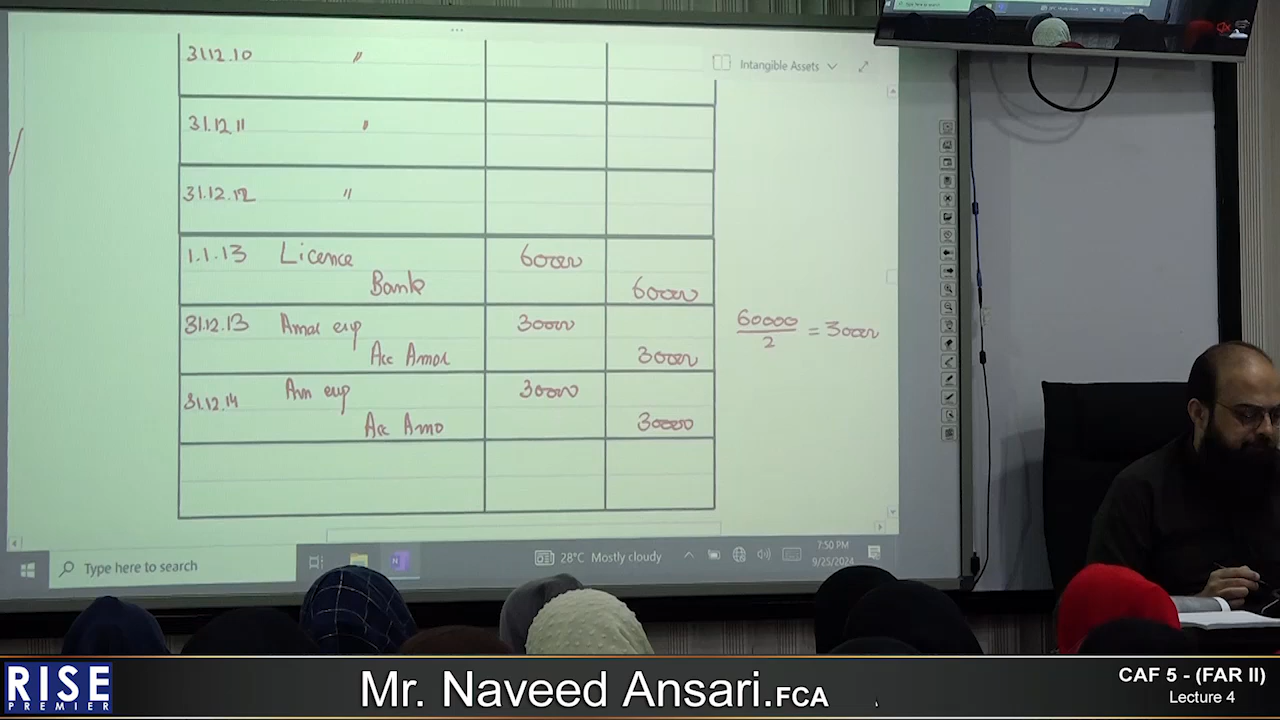 Intangible Assets
31.12.10 "
31.12.11 "
31.12.12 "
1.1.13 Licence 60000
Bank 60000
31.12.13 Amol exp 30000
Acc Amol 30000
60000
2
= 30000
31.12.14 Am exp 30000
Acc Amo 30000
Type here to search
28°C Mostly cloudy
7:50 PM
9/25/2024
RISE
PREMIER
Mr. Naveed Ansari.FCA
CAF 5 - (FAR II)
Lecture 4